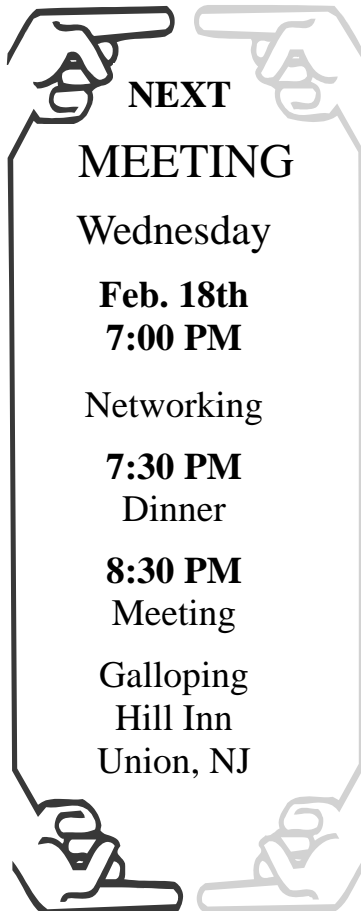 NEXT
MEETING
Wednesday
Feb. 18th
7:00 PM
Networking
7:30 PM
Dinner
8:30 PM
Meeting
Galloping
Hill Inn
Union, NJ